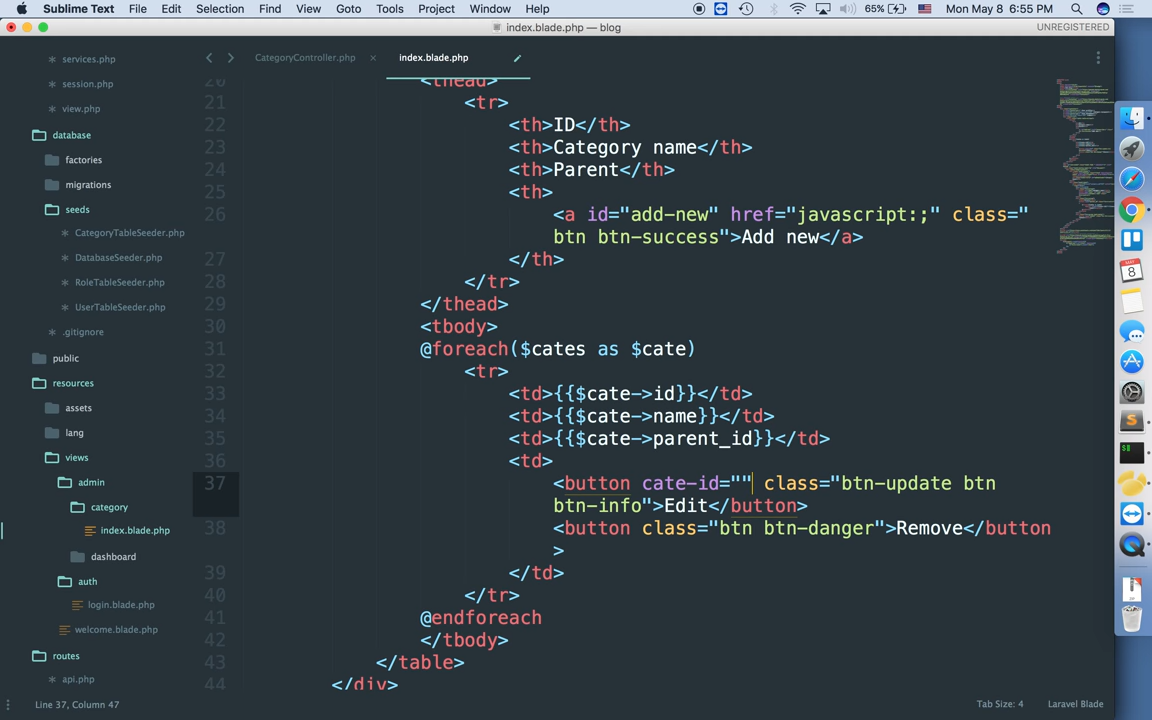 Sublime Text File Edit Selection Find View Goto Tools Project Window Help 65% Mon May 8 6:55 PM
index.blade.php — blog UNREGISTERED
services.php
session.php
view.php
database
factories
migrations
seeds
CategoryTableSeeder.php
DatabaseSeeder.php
RoleTableSeeder.php
UserTableSeeder.php
.gitignore
public
resources
assets
lang
views
admin
category
index.blade.php
dashboard
auth
login.blade.php
welcome.blade.php
routes
api.php
CategoryController.php × index.blade.php
20 <thead>
21 <tr>
22 <th>ID</th>
23 <th>Category name</th>
24 <th>Parent</th>
25 <th>
26 <a id="add-new" href="javascript:;" class="
btn btn-success">Add new</a>
27 </th>
28 </tr>
29 </thead>
30 <tbody>
31 @foreach($cates as $cate)
32 <tr>
33 <td>{{$cate->id}}</td>
34 <td>{{$cate->name}}</td>
35 <td>{{$cate->parent_id}}</td>
36 <td>
37 <button cate-id="" class="btn-update btn
btn-info">Edit</button>
38 <button class="btn btn-danger">Remove</button
>
39 </td>
40 </tr>
41 @endforeach
42 </tbody>
43 </table>
44 </div>
MAY
8
Line 37, Column 47 Tab Size: 4 Laravel Blade